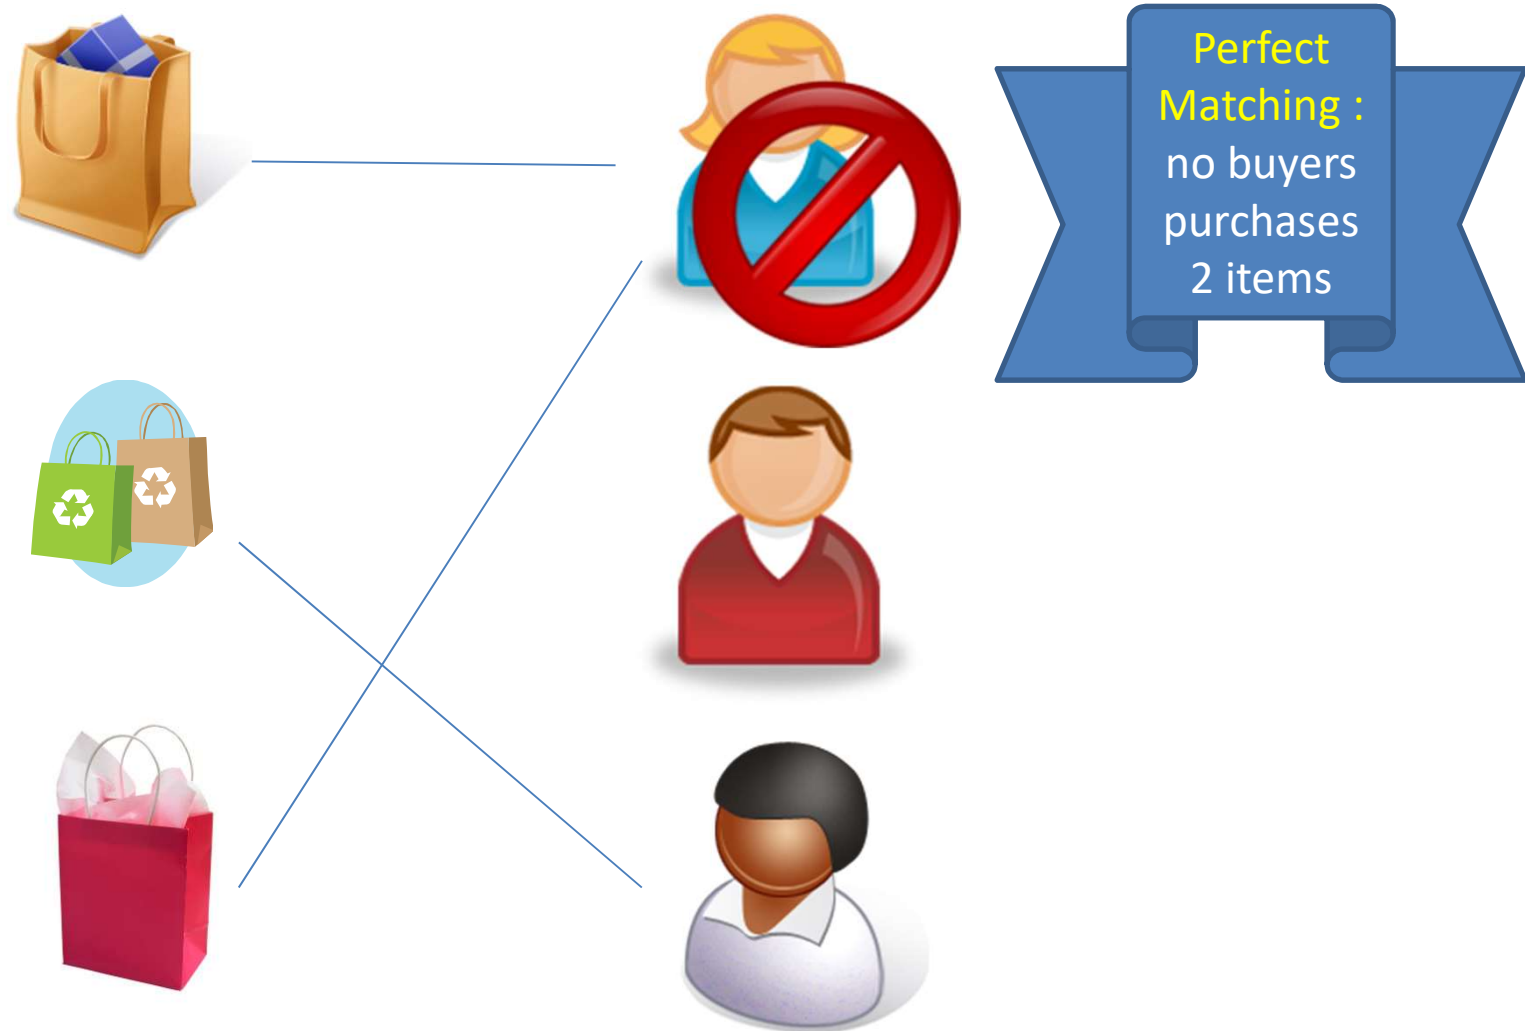 Perfect
Matching :
no buyers
purchases
2 items